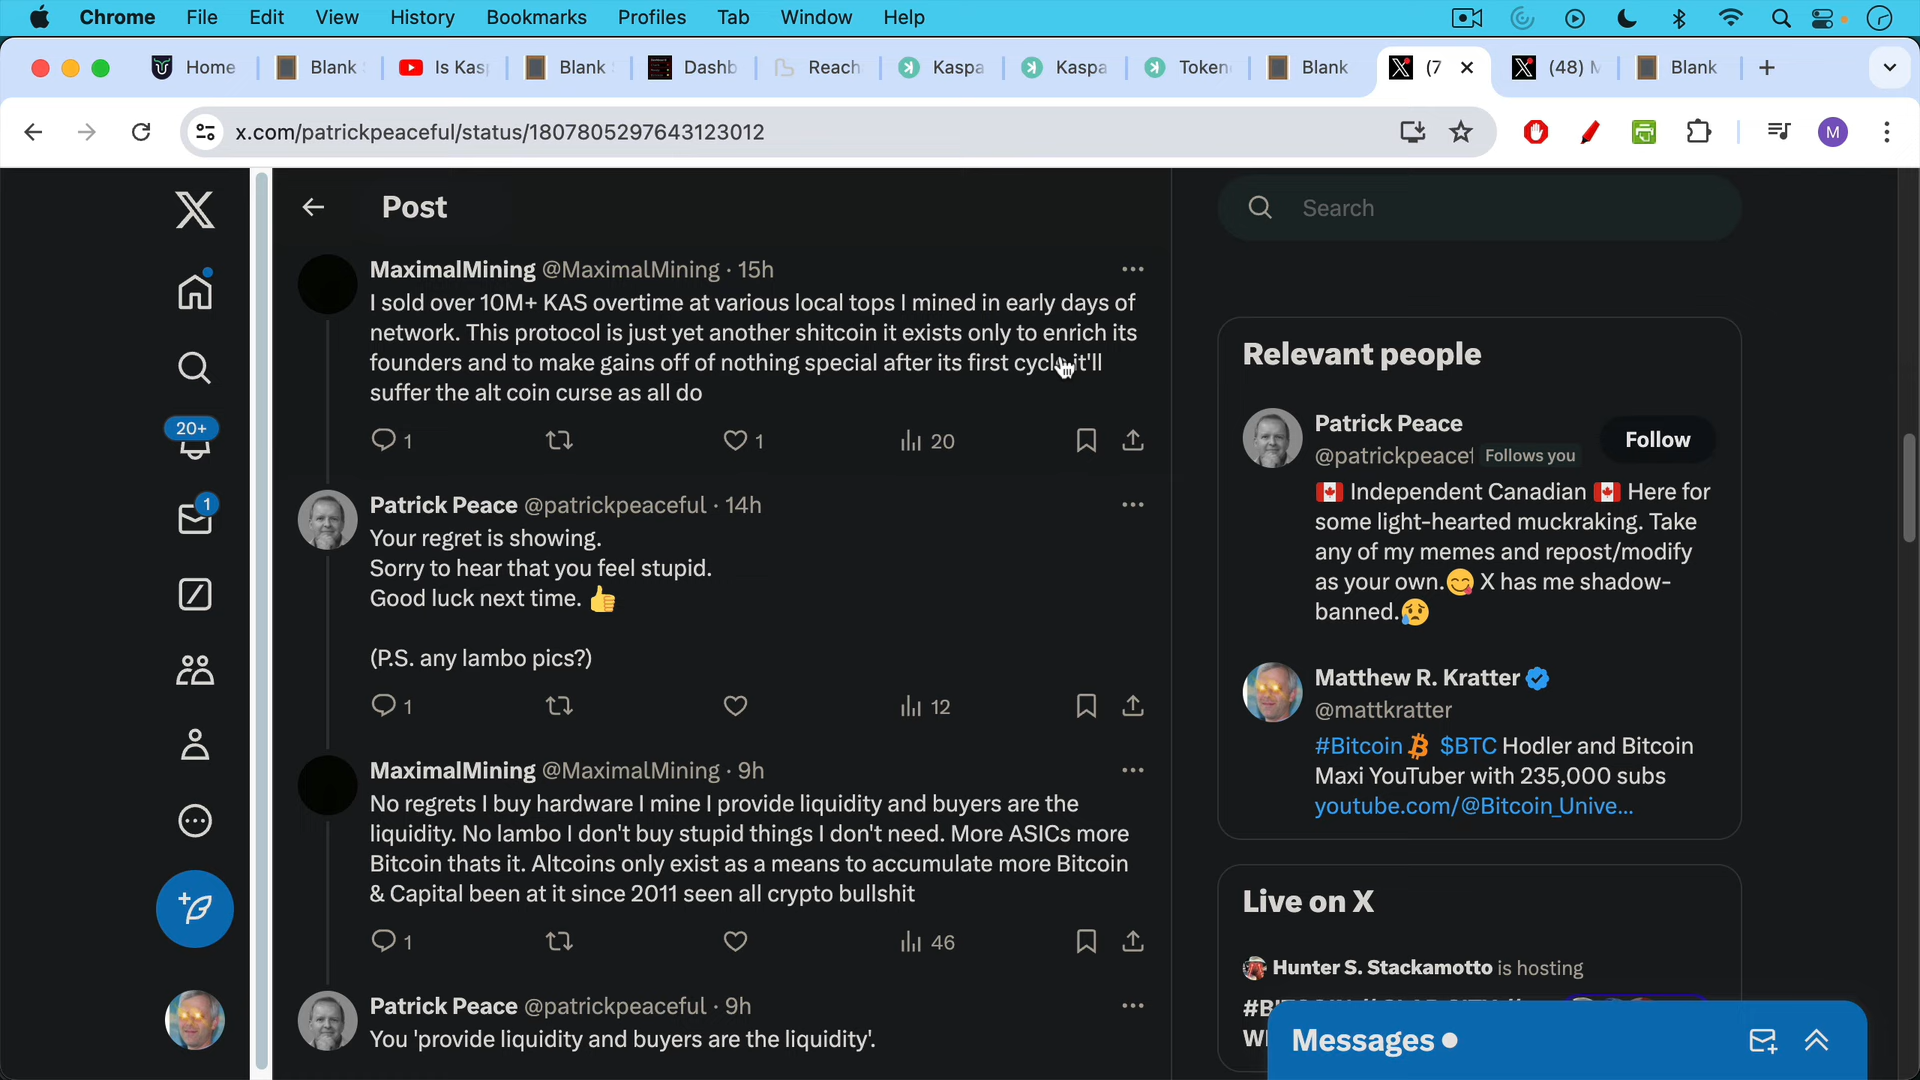 Chrome File Edit View History Bookmarks Profiles Tab Window Help
Home Blank Is Kas Blank Dashb Reach Kaspa Kaspa Token Blank (7 (48) Blank
x.com/patrickpeaceful/status/1807805297643123012 M
Post
Search
MaximalMining @MaximalMining · 15h
I sold over 10M+ KAS overtime at various local tops I mined in early days of
network. This protocol is just yet another shitcoin it exists only to enrich its
founders and to make gains off of nothing special after its first cycle it'll
suffer the alt coin curse as all do
1 1 20
20+
1
Patrick Peace @patrickpeaceful · 14h
Your regret is showing.
Sorry to hear that you feel stupid.
Good luck next time. 👍
(P.S. any lambo pics?)
1 12
MaximalMining @MaximalMining · 9h
No regrets I buy hardware I mine I provide liquidity and buyers are the
liquidity. No lambo I don't buy stupid things I don't need. More ASICs more
Bitcoin thats it. Altcoins only exist as a means to accumulate more Bitcoin
& Capital been at it since 2011 seen all crypto bullshit
1 46
Patrick Peace @patrickpeaceful · 9h
You 'provide liquidity and buyers are the liquidity'.
Relevant people
Patrick Peace
@patrickpeacef Follows you
Follow
🇨🇦 Independent Canadian 🇨🇦 Here for
some light-hearted muckraking. Take
any of my memes and repost/modify
as your own.😋 X has me shadow-
banned.😥
Matthew R. Kratter
@mattkratter
#Bitcoin $BTC Hodler and Bitcoin
Maxi YouTuber with 235,000 subs
youtube.com/@Bitcoin_Unive...
Live on X
Hunter S. Stackamotto is hosting
Messages